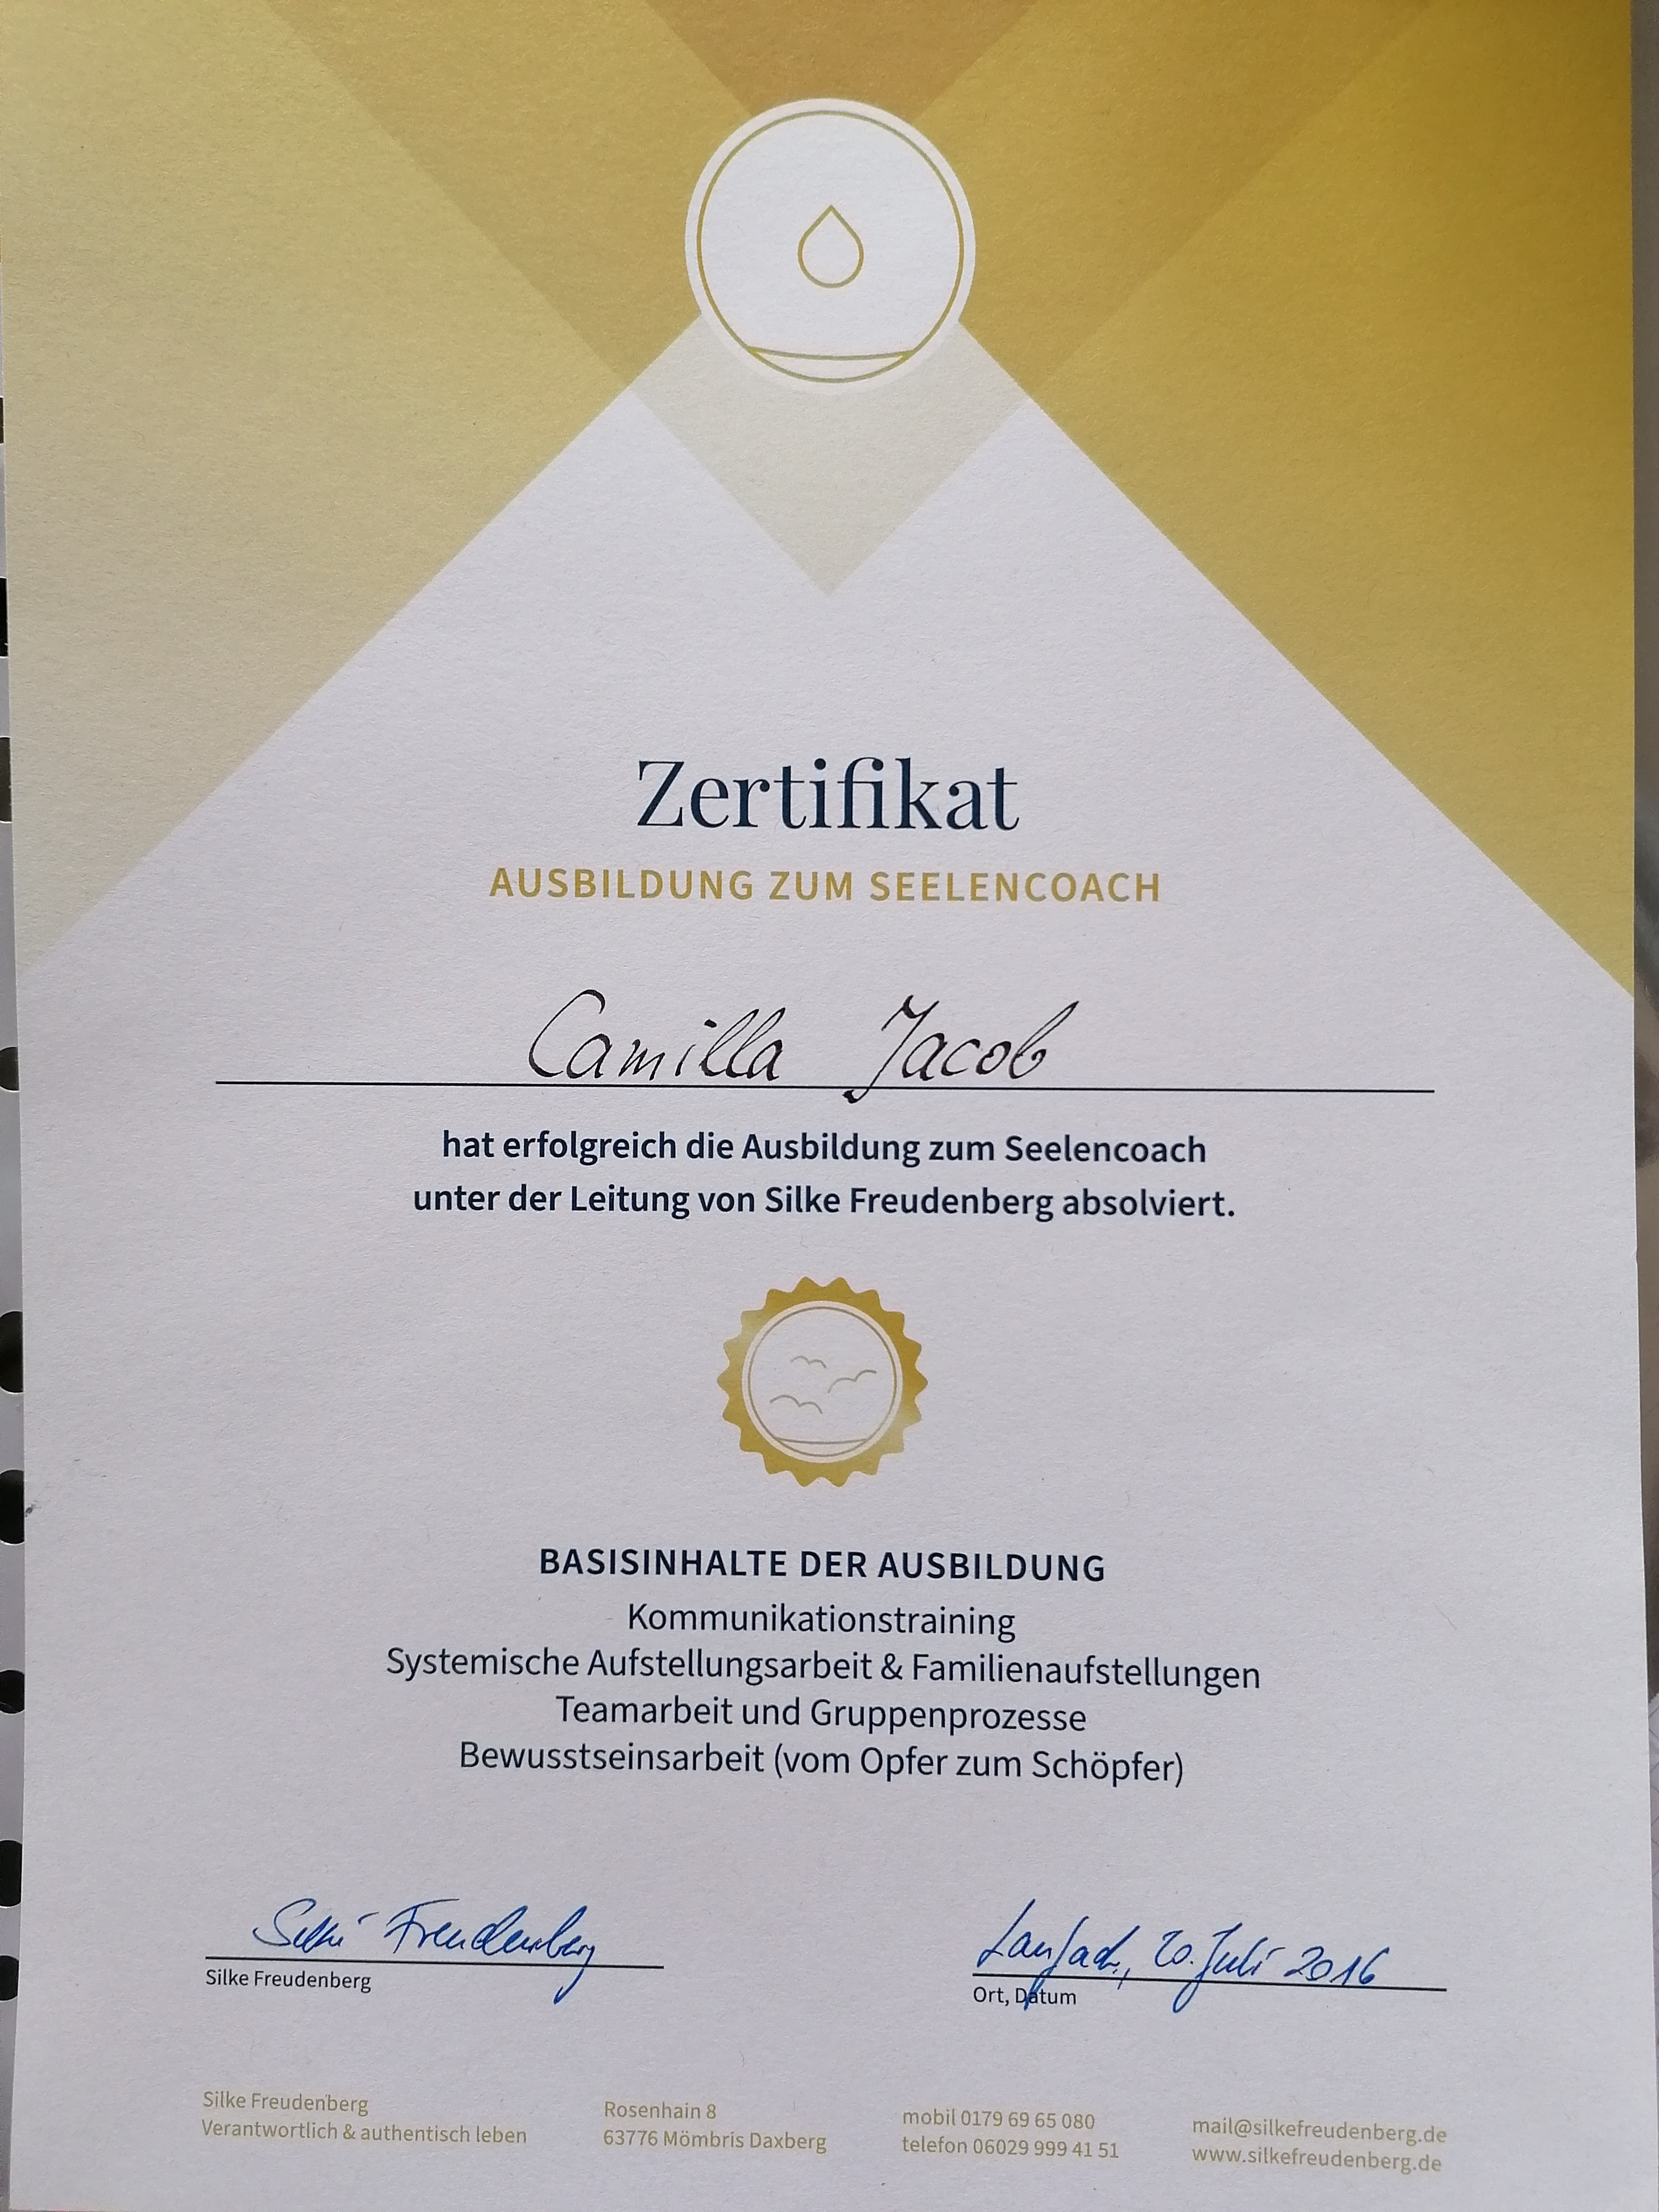 Zertifikat
AUSBILDUNG ZUM SEELENCOACH
Camilla Jacob
hat erfolgreich die Ausbildung zum Seelencoach
unter der Leitung von Silke Freudenberg absolviert.
BASISINHALTE DER AUSBILDUNG
Kommunikationstraining
Systemische Aufstellungsarbeit & Familienaufstellungen
Teamarbeit und Gruppenprozesse
Bewusstseinsarbeit (vom Opfer zum Schöpfer)
Silke Freudenberg
Silke Freudenberg
Laufach, 20. Juli 2016
Ort, Datum
Silke Freudenberg
Verantwortlich & authentisch leben
Rosenhain 8
63776 Mömbris Daxberg
mobil 0179 69 65 080
telefon 06029 999 41 51
mail@silkefreudenberg.de
www.silkefreudenberg.de